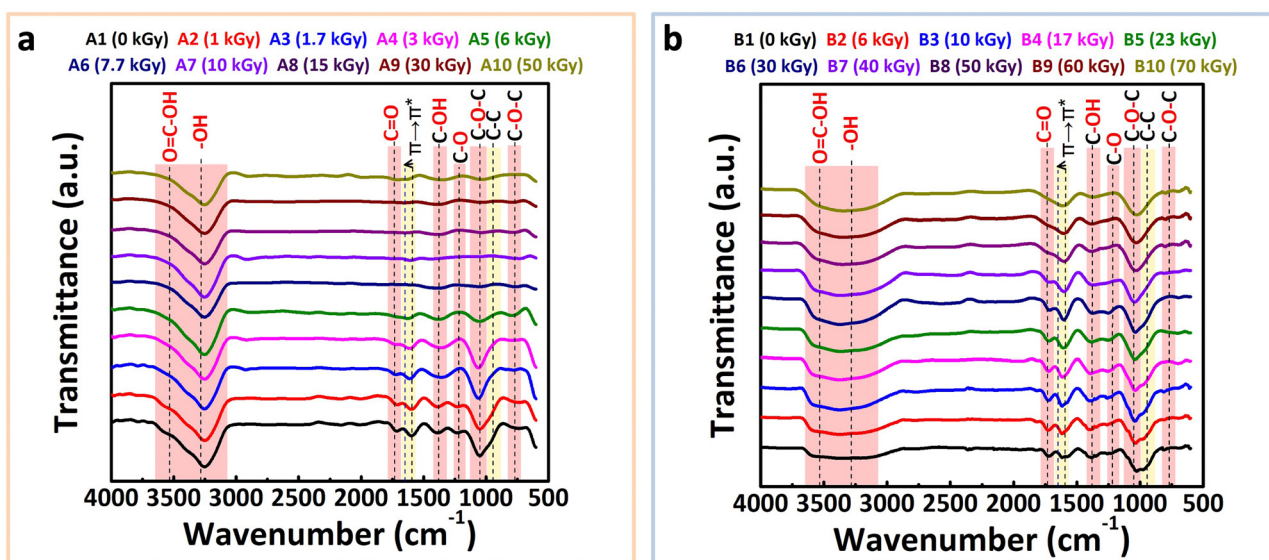 a
A1 (0 kGy) A2 (1 kGy) A3 (1.7 kGy) A4 (3 kGy) A5 (6 kGy)
A6 (7.7 kGy) A7 (10 kGy) A8 (15 kGy) A9 (30 kGy) A10 (50 kGy)
O=C-OH
-OH
C=O
π→π*
C-OH
C-O
C-O-C
C-C
C-O-C
Transmittance (a.u.)
4000 3500 3000 2500 2000 1500 1000 500
Wavenumber (cm⁻¹)
b
B1 (0 kGy) B2 (6 kGy) B3 (10 kGy) B4 (17 kGy) B5 (23 kGy)
B6 (30 kGy) B7 (40 kGy) B8 (50 kGy) B9 (60 kGy) B10 (70 kGy)
O=C-OH
-OH
C=O
π→π*
C-OH
C-O
C-O-C
C-C
C-O-C
Transmittance (a.u.)
4000 3500 3000 2500 2000 1500 1000 500
Wavenumber (cm⁻¹)